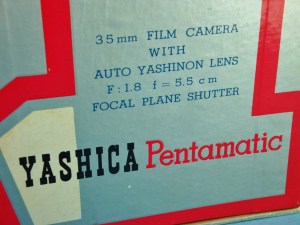 35mm FILM CAMERA
WITH
AUTO YASHINON LENS
F:1.8 f=5.5cm
FOCAL PLANE SHUTTER
YASHICA Pentamatic